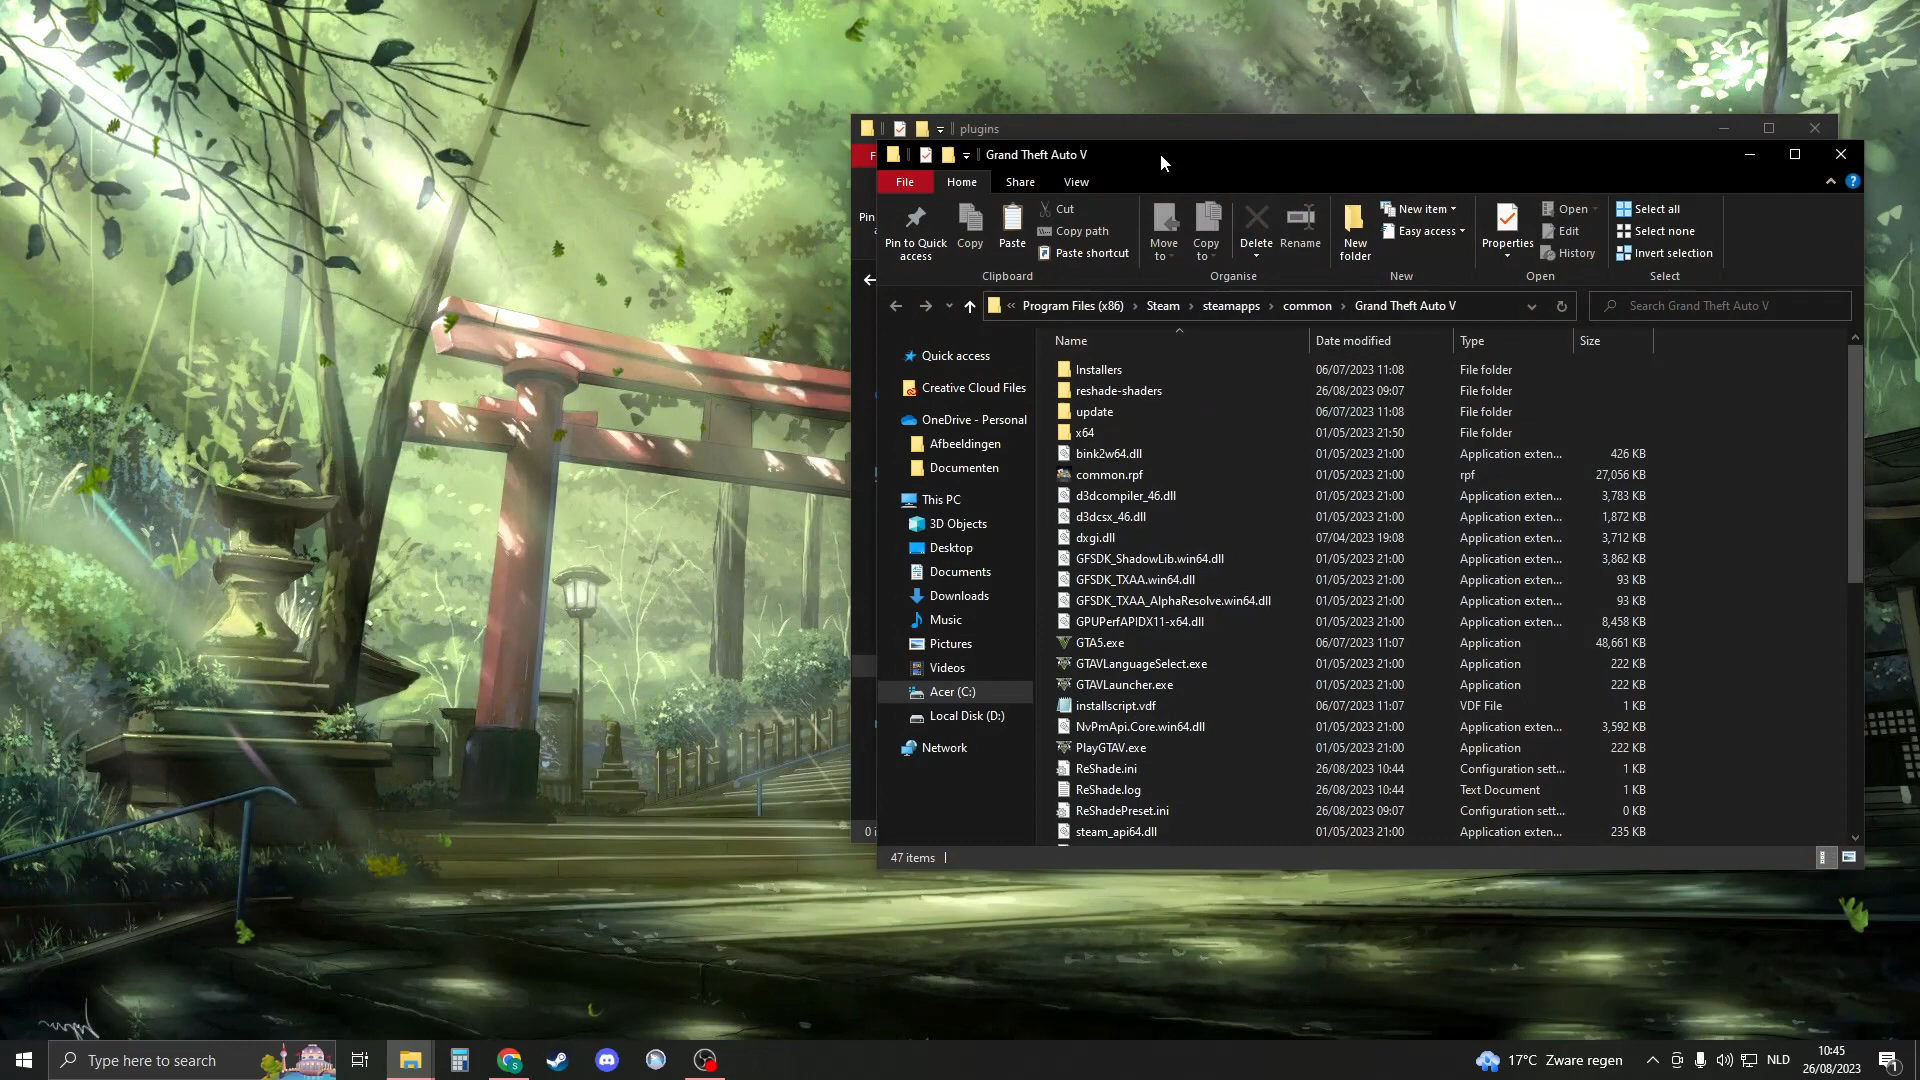 plugins
Grand Theft Auto V
File Home Share View
Pin to Quick access
Copy
Paste
Cut
Copy path
Paste shortcut
Clipboard
Move to
Copy to
Delete
Rename
Organise
New folder
New item
Easy access
New
Properties
Open
Edit
History
Open
Select all
Select none
Invert selection
Select
« Program Files (x86) › Steam › steamapps › common › Grand Theft Auto V
Search Grand Theft Auto V
Quick access
Creative Cloud Files
OneDrive - Personal
Afbeeldingen
Documenten
This PC
3D Objects
Desktop
Documents
Downloads
Music
Pictures
Videos
Acer (C:)
Local Disk (D:)
Network
Name Date modified Type Size
Installers 06/07/2023 11:08 File folder
reshade-shaders 26/08/2023 09:07 File folder
update 06/07/2023 11:08 File folder
x64 01/05/2023 21:50 File folder
bink2w64.dll 01/05/2023 21:00 Application exten... 426 KB
common.rpf 01/05/2023 21:00 rpf 27,056 KB
d3dcompiler_46.dll 01/05/2023 21:00 Application exten... 3,783 KB
d3dcsx_46.dll 01/05/2023 21:00 Application exten... 1,872 KB
dxgi.dll 07/04/2023 19:08 Application exten... 3,712 KB
GFSDK_ShadowLib.win64.dll 01/05/2023 21:00 Application exten... 3,862 KB
GFSDK_TXAA.win64.dll 01/05/2023 21:00 Application exten... 93 KB
GFSDK_TXAA_AlphaResolve.win64.dll 01/05/2023 21:00 Application exten... 93 KB
GPUPerfAPIDX11-x64.dll 01/05/2023 21:00 Application exten... 8,458 KB
GTA5.exe 06/07/2023 11:07 Application 48,661 KB
GTAVLanguageSelect.exe 01/05/2023 21:00 Application 222 KB
GTAVLauncher.exe 01/05/2023 21:00 Application 222 KB
installscript.vdf 06/07/2023 11:07 VDF File 1 KB
NvPmApi.Core.win64.dll 01/05/2023 21:00 Application exten... 3,592 KB
PlayGTAV.exe 01/05/2023 21:00 Application 222 KB
ReShade.ini 26/08/2023 10:44 Configuration sett... 1 KB
ReShade.log 26/08/2023 10:44 Text Document 1 KB
ReShadePreset.ini 26/08/2023 09:07 Configuration sett... 0 KB
steam_api64.dll 01/05/2023 21:00 Application exten... 235 KB
47 items
Type here to search
17°C Zware regen
NLD
10:45
26/08/2023
1